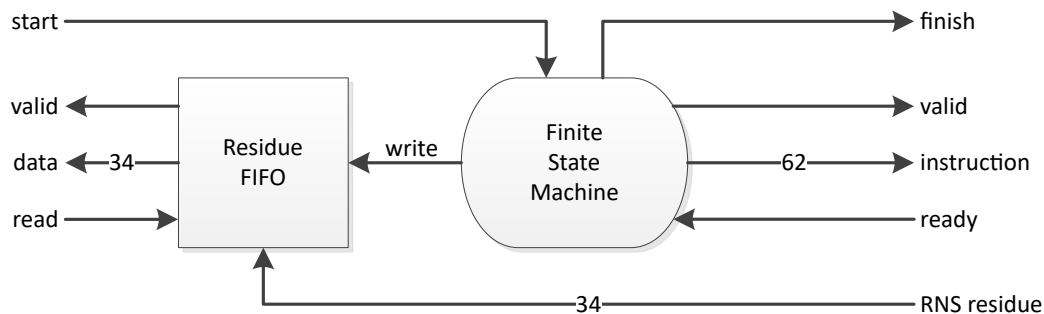 start
finish
valid
valid
Residue
FIFO
data
34
write
Finite
State
Machine
62
instruction
read
ready
34
RNS residue